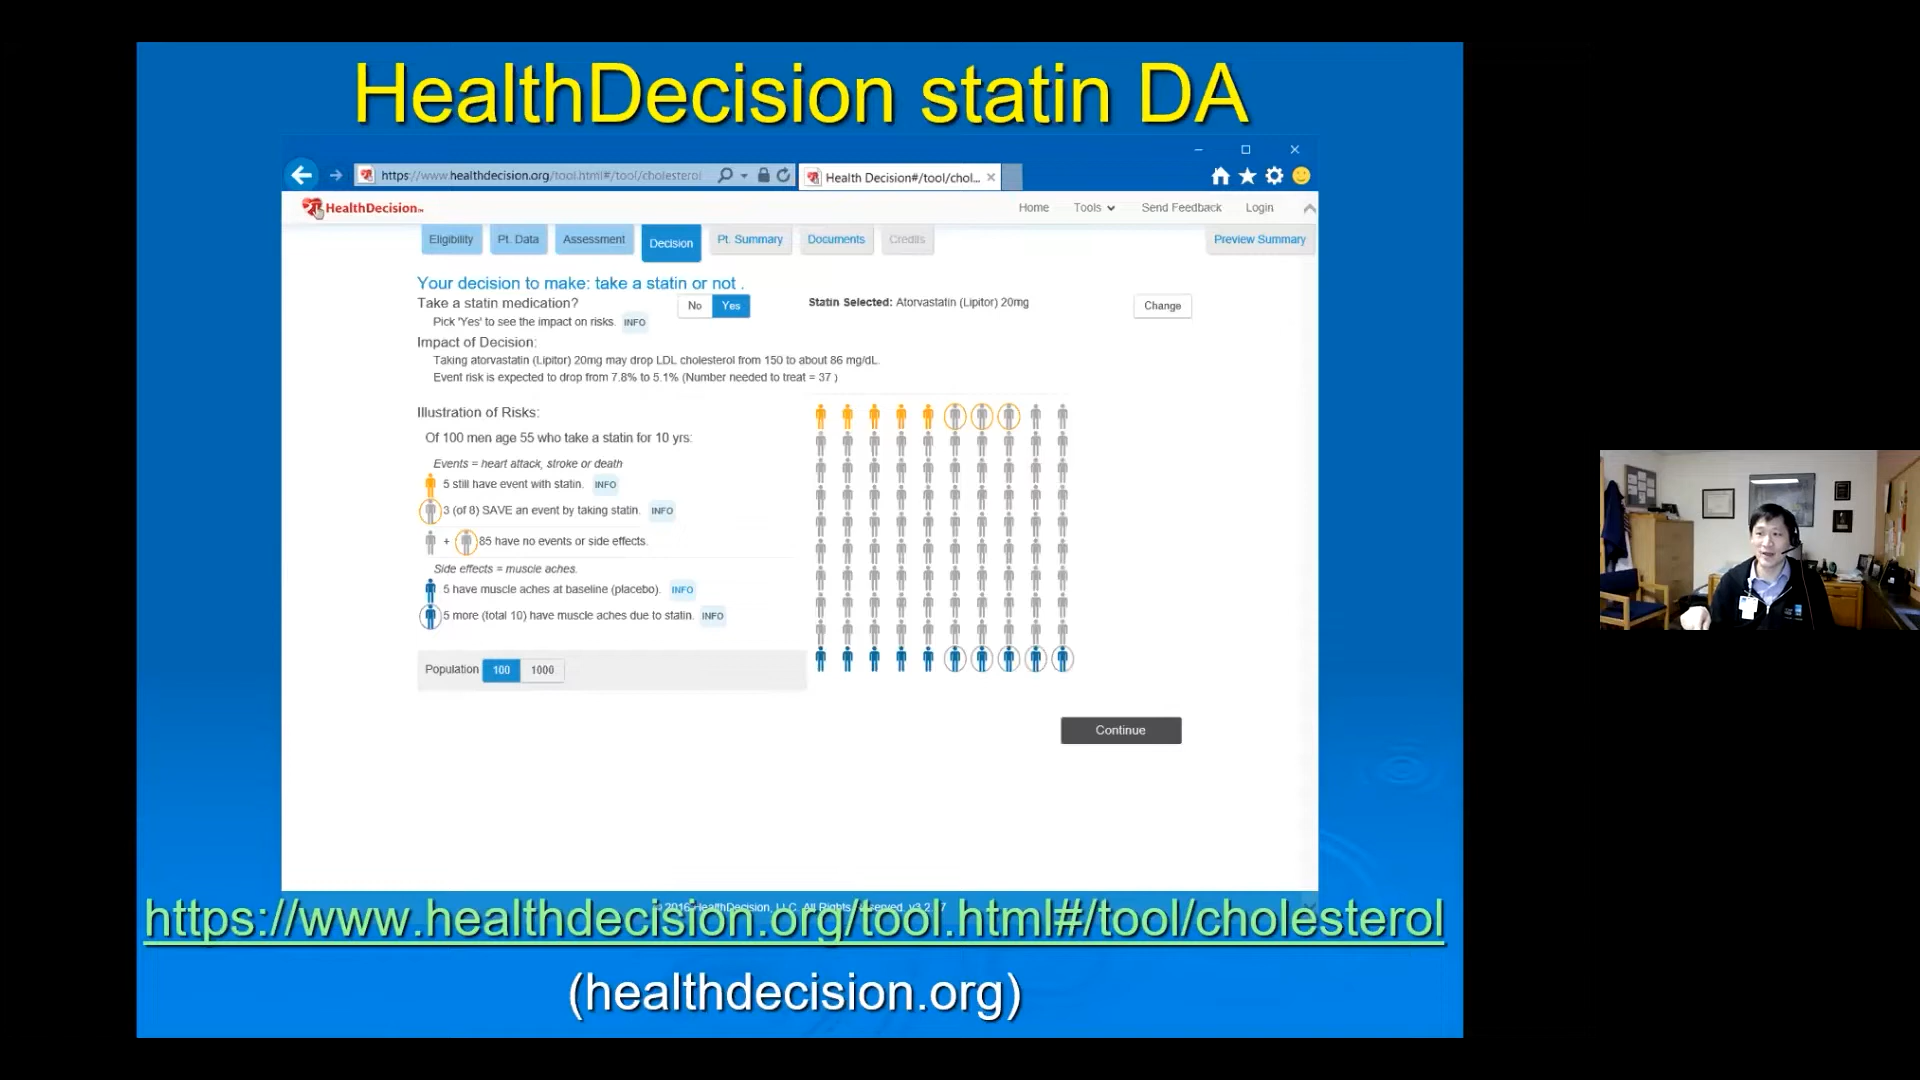 HealthDecision statin DA
https://www.healthdecision.org/tool.html#/tool/cholesterol
Health Decision#/tool/chol...
HealthDecision
Home Tools Send Feedback Login
Eligibility Pt. Data Assessment Decision Pt. Summary Documents Credits Preview Summary
Your decision to make: take a statin or not .
Take a statin medication? No Yes Statin Selected: Atorvastatin (Lipitor) 20mg Change
Pick 'Yes' to see the impact on risks. INFO
Impact of Decision:
Taking atorvastatin (Lipitor) 20mg may drop LDL cholesterol from 150 to about 86 mg/dL.
Event risk is expected to drop from 7.8% to 5.1% (Number needed to treat = 37 )
Illustration of Risks:
Of 100 men age 55 who take a statin for 10 yrs:
Events = heart attack, stroke or death
5 still have event with statin. INFO
3 (of 8) SAVE an event by taking statin. INFO
+ 85 have no events or side effects.
Side effects = muscle aches.
5 have muscle aches at baseline (placebo). INFO
5 more (total 10) have muscle aches due to statin. INFO
Population 100 1000
Continue
© 2016 HealthDecision, LLC. All Rights
https://www.healthdecision.org/tool.html#/tool/cholesterol
(healthdecision.org)